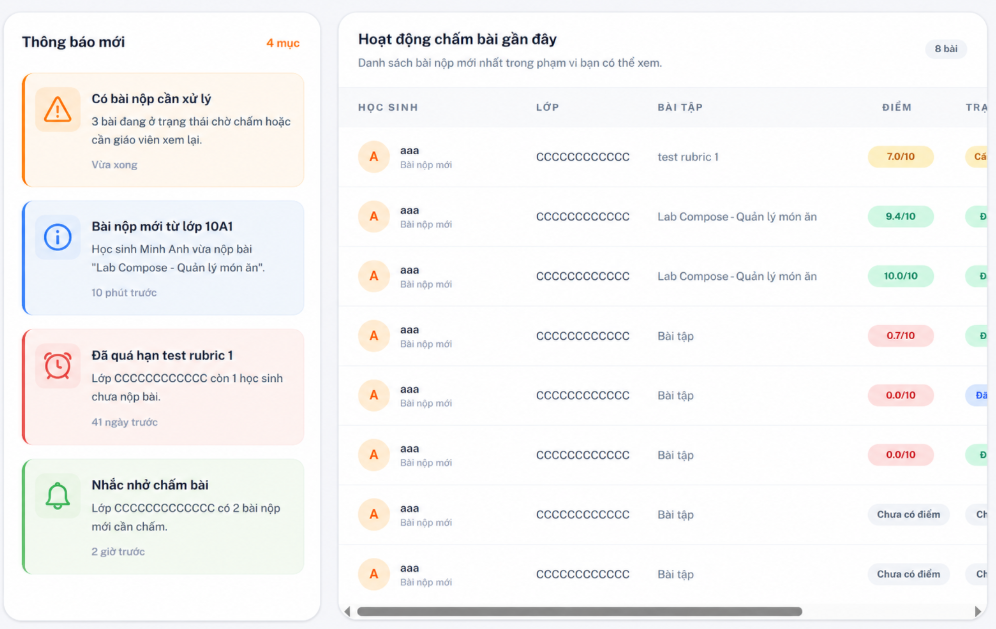 Thông báo mới
4 mục
Có bài nộp cần xử lý
3 bài đang ở trạng thái chờ chấm hoặc
cần giáo viên xem lại.
Vừa xong
Bài nộp mới từ lớp 10A1
Học sinh Minh Anh vừa nộp bài
"Lab Compose - Quản lý món ăn".
10 phút trước
Đã quá hạn test rubric 1
Lớp CCCCCCCCCCCC còn 1 học sinh
chưa nộp bài.
41 ngày trước
Nhắc nhở chấm bài
Lớp CCCCCCCCCCCCC có 2 bài nộp
mới cần chấm.
2 giờ trước
Hoạt động chấm bài gần đây
Danh sách bài nộp mới nhất trong phạm vi bạn có thể xem.
8 bài
HỌC SINH LỚP BÀI TẬP ĐIỂM TRẠ
A aaa CCCCCCCCCCCC test rubric 1 7.0/10 Cá
Bài nộp mới
A aaa CCCCCCCCCCCC Lab Compose - Quản lý món ăn 9.4/10 Đ
Bài nộp mới
A aaa CCCCCCCCCCCC Lab Compose - Quản lý món ăn 10.0/10 Đ
Bài nộp mới
A aaa CCCCCCCCCCCC Bài tập 0.7/10 Đ
Bài nộp mới
A aaa CCCCCCCCCCCC Bài tập 0.0/10 Đã
Bài nộp mới
A aaa CCCCCCCCCCCC Bài tập 0.0/10 Đ
Bài nộp mới
A aaa CCCCCCCCCCCC Bài tập Chưa có điểm Ch
Bài nộp mới
A aaa CCCCCCCCCCCC Bài tập Chưa có điểm Ch
Bài nộp mới